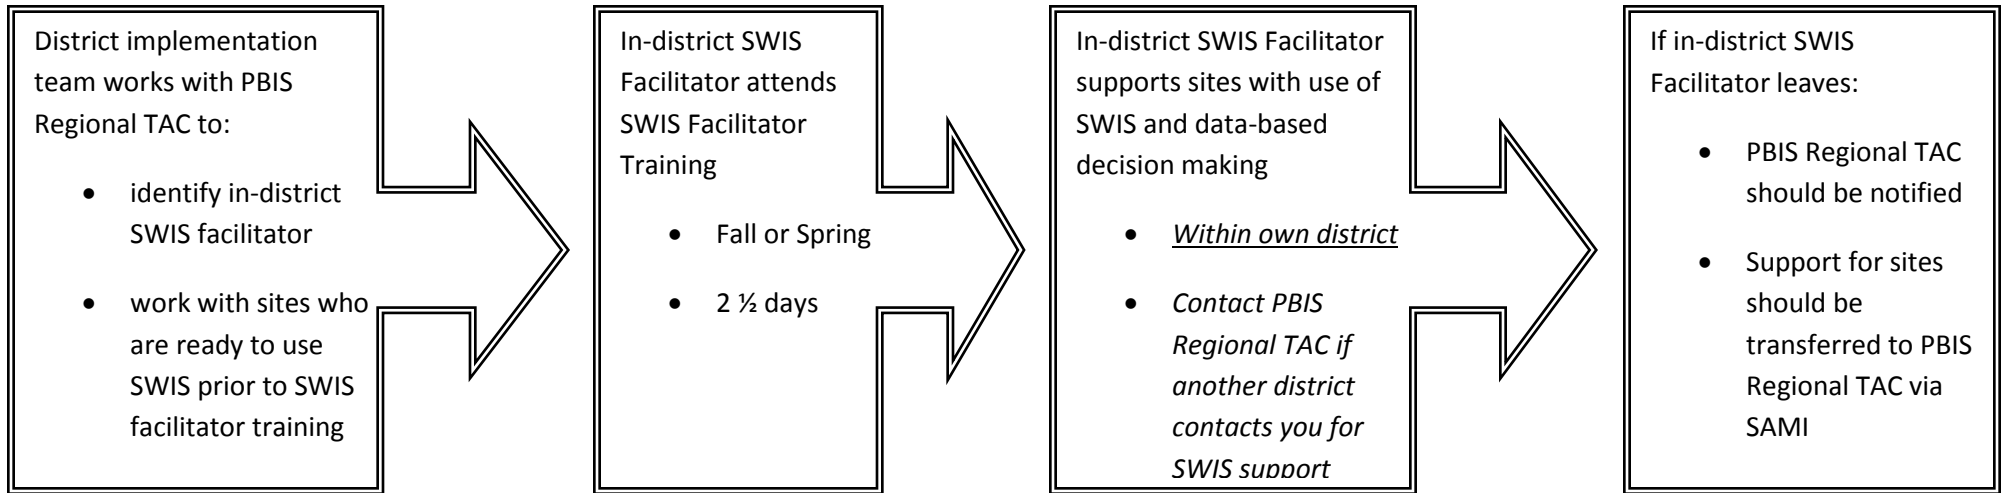 District implementation
team works with PBIS
Regional TAC to:
• identify in-district
SWIS facilitator
• work with sites who
are ready to use
SWIS prior to SWIS
facilitator training
In-district SWIS
Facilitator attends
SWIS Facilitator
Training
• Fall or Spring
• 2 ½ days
In-district SWIS Facilitator
supports sites with use of
SWIS and data-based
decision making
• Within own district
• Contact PBIS
Regional TAC if
another district
contacts you for
SWIS support
If in-district SWIS
Facilitator leaves:
• PBIS Regional TAC
should be notified
• Support for sites
should be
transferred to PBIS
Regional TAC via
SAMI